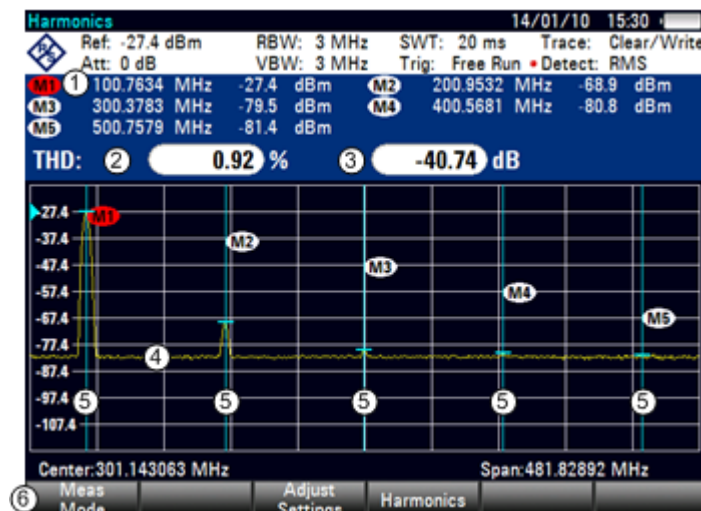 Harmonics 14/01/10 15:30
Ref: -27.4 dBm RBW: 3 MHz SWT: 20 ms Trace: Clear/Write
Att: 0 dB VBW: 3 MHz Trig: Free Run • Detect: RMS
M1 1 100.7634 MHz -27.4 dBm M2 200.9532 MHz -68.9 dBm
M3 300.3783 MHz -79.5 dBm M4 400.5681 MHz -80.8 dBm
M5 500.7579 MHz -81.4 dBm
THD: 2 0.92 % 3 -40.74 dB
-27.4 M1
-37.4 M2
-47.4 M3
-57.4 M4
-67.4 M5
-77.4 4
-87.4
-97.4 5 5 5 5 5
-107.4
Center:301.143063 MHz Span:481.82892 MHz
6 Meas Mode Adjust Settings Harmonics